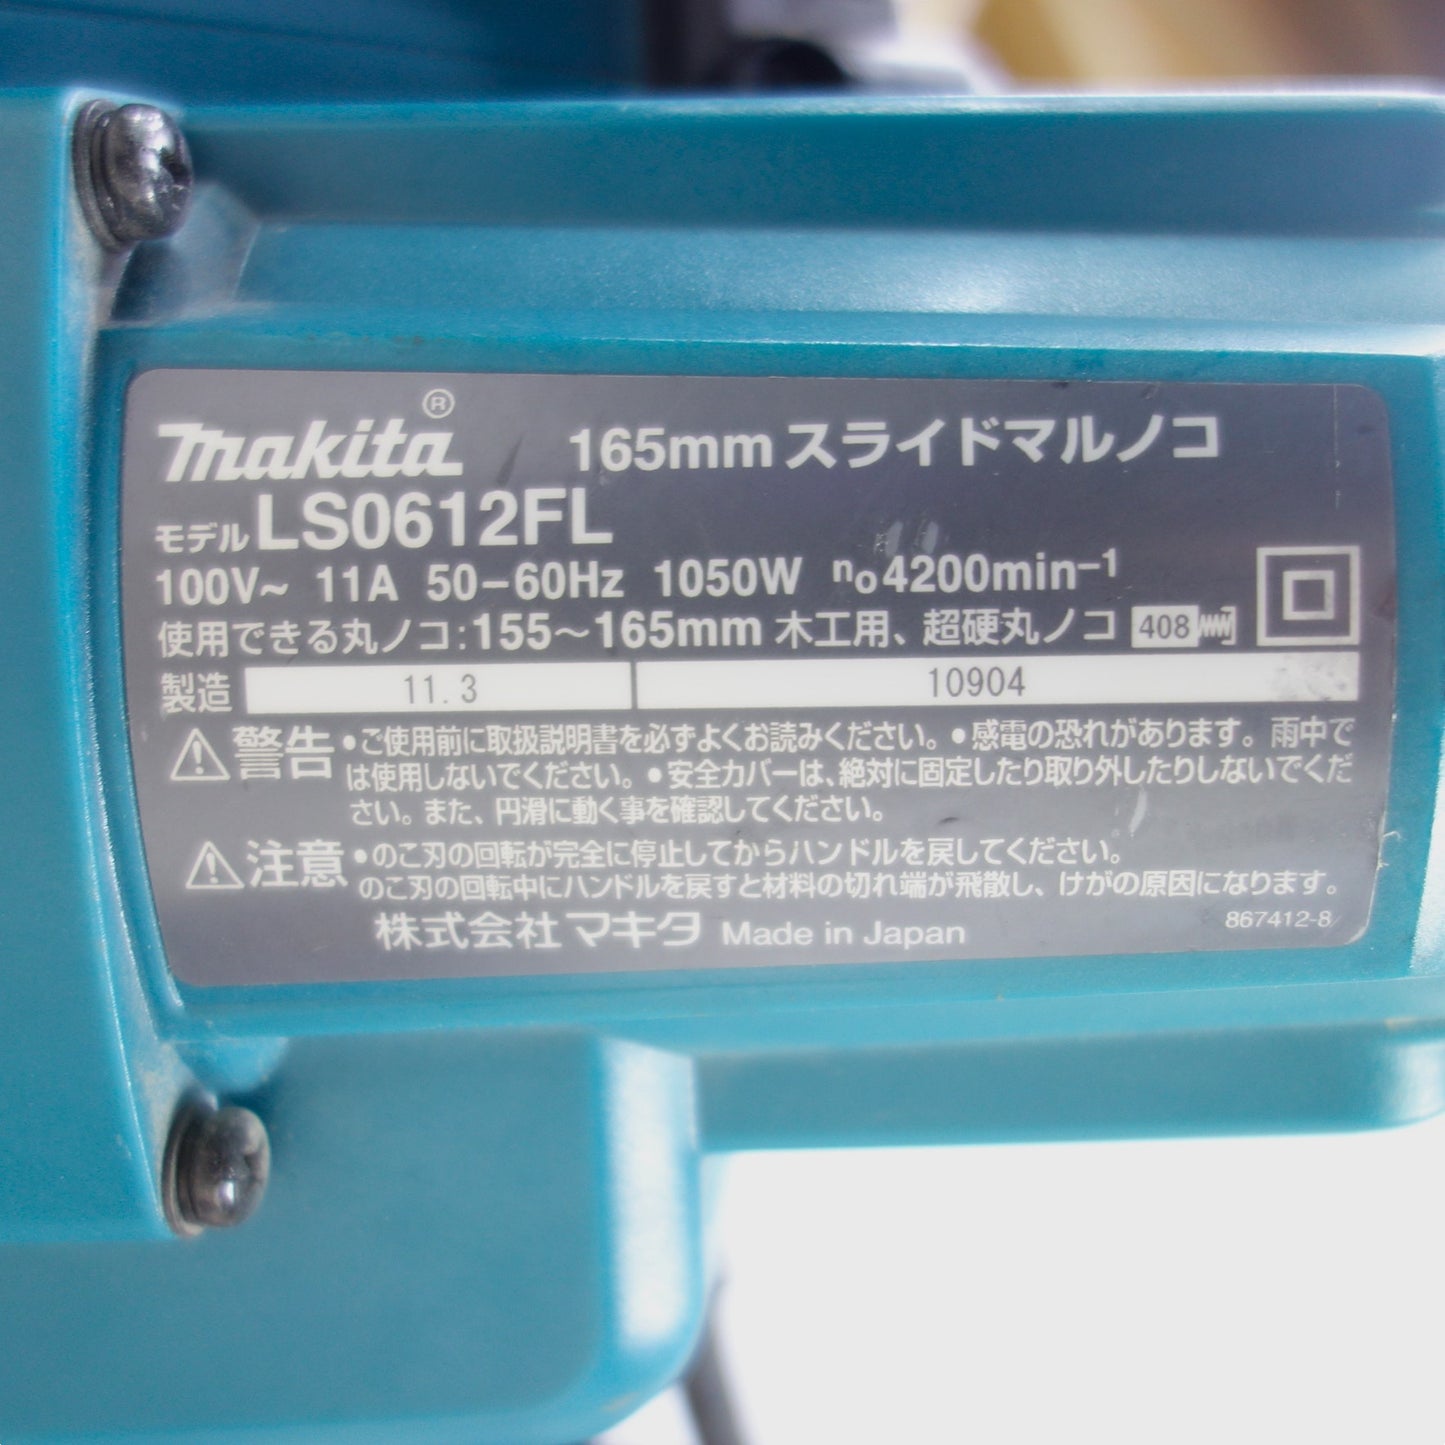 makita® 165mmスライドマルノコ
モデル LS0612FL
100V～ 11A 50－60Hz 1050W n₀4200min⁻¹
使用できる丸ノコ:155～165mm 木工用、超硬丸ノコ 408
製造 11.3 10904
警告 ●ご使用前に取扱説明書を必ずよくお読みください。●感電の恐れがあります。雨中で
は使用しないでください。●安全カバーは、絶対に固定したり取り外したりしないでくだ
さい。また、円滑に動く事を確認してください。
注意 ●のこ刃の回転が完全に停止してからハンドルを戻してください。
のこ刃の回転中にハンドルを戻すと材料の切れ端が飛散し、けがの原因になります。
株式会社マキタ Made in Japan 867412-8